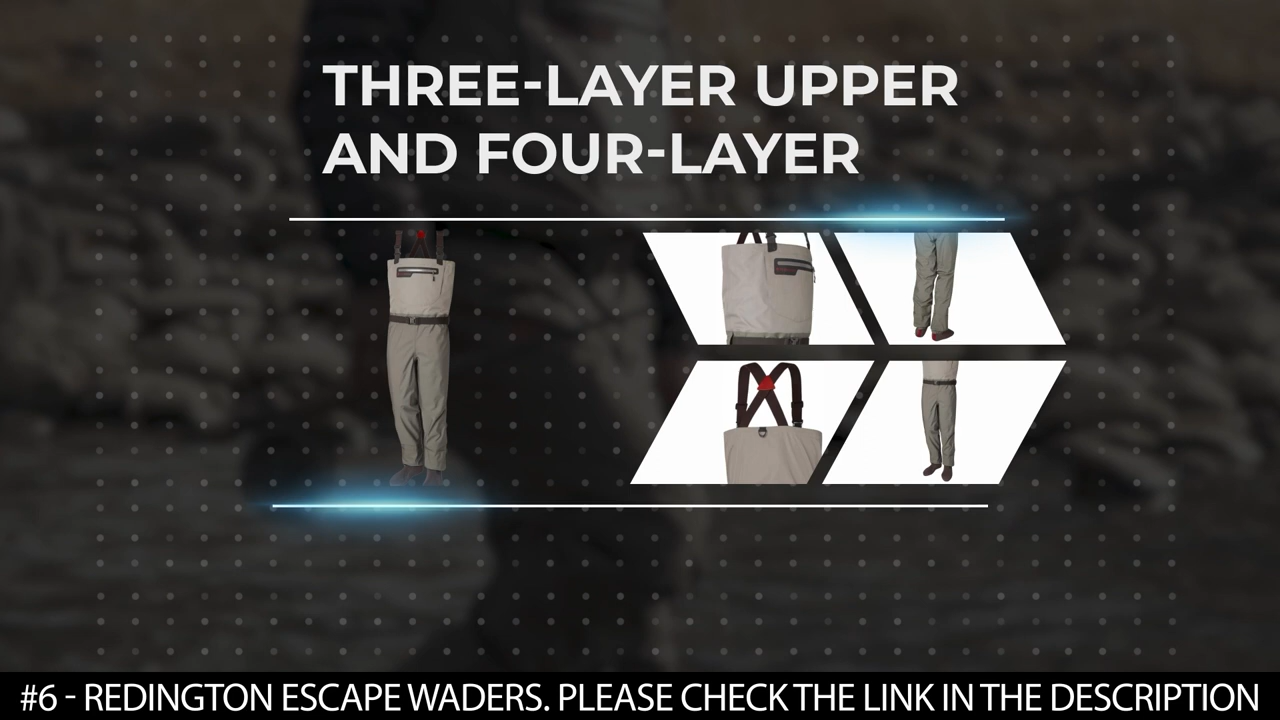 THREE-LAYER UPPER
AND FOUR-LAYER
#6 - REDINGTON ESCAPE WADERS. PLEASE CHECK THE LINK IN THE DESCRIPTION